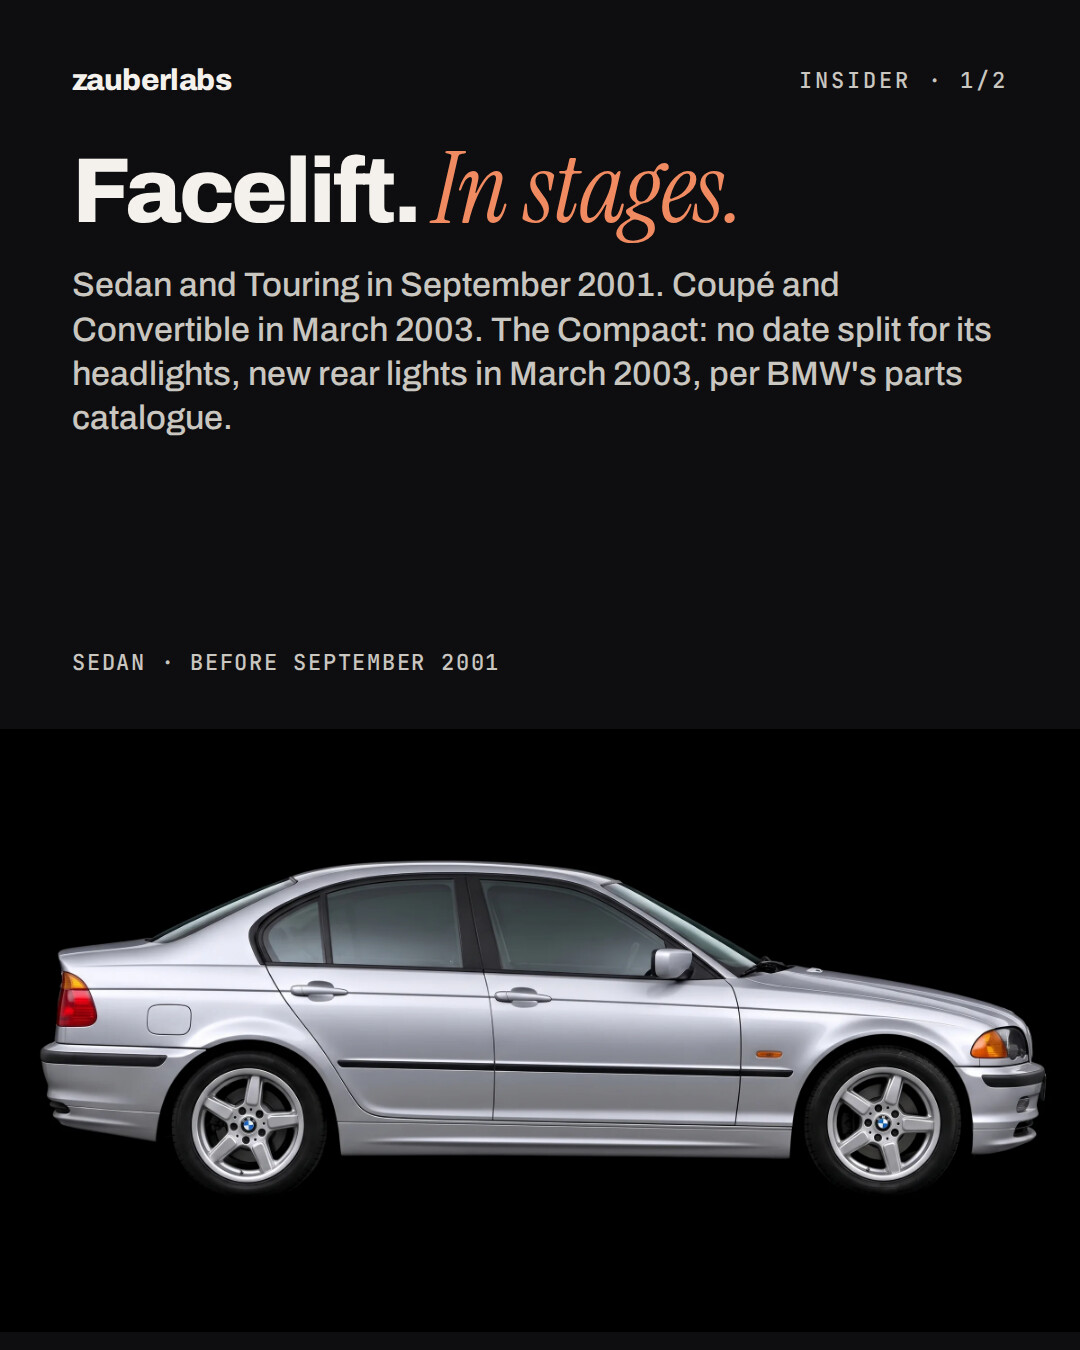 zauberlabs
INSIDER · 1/2
Facelift. In stages.
Sedan and Touring in September 2001. Coupé and
Convertible in March 2003. The Compact: no date split for its
headlights, new rear lights in March 2003, per BMW's parts
catalogue.
SEDAN · BEFORE SEPTEMBER 2001